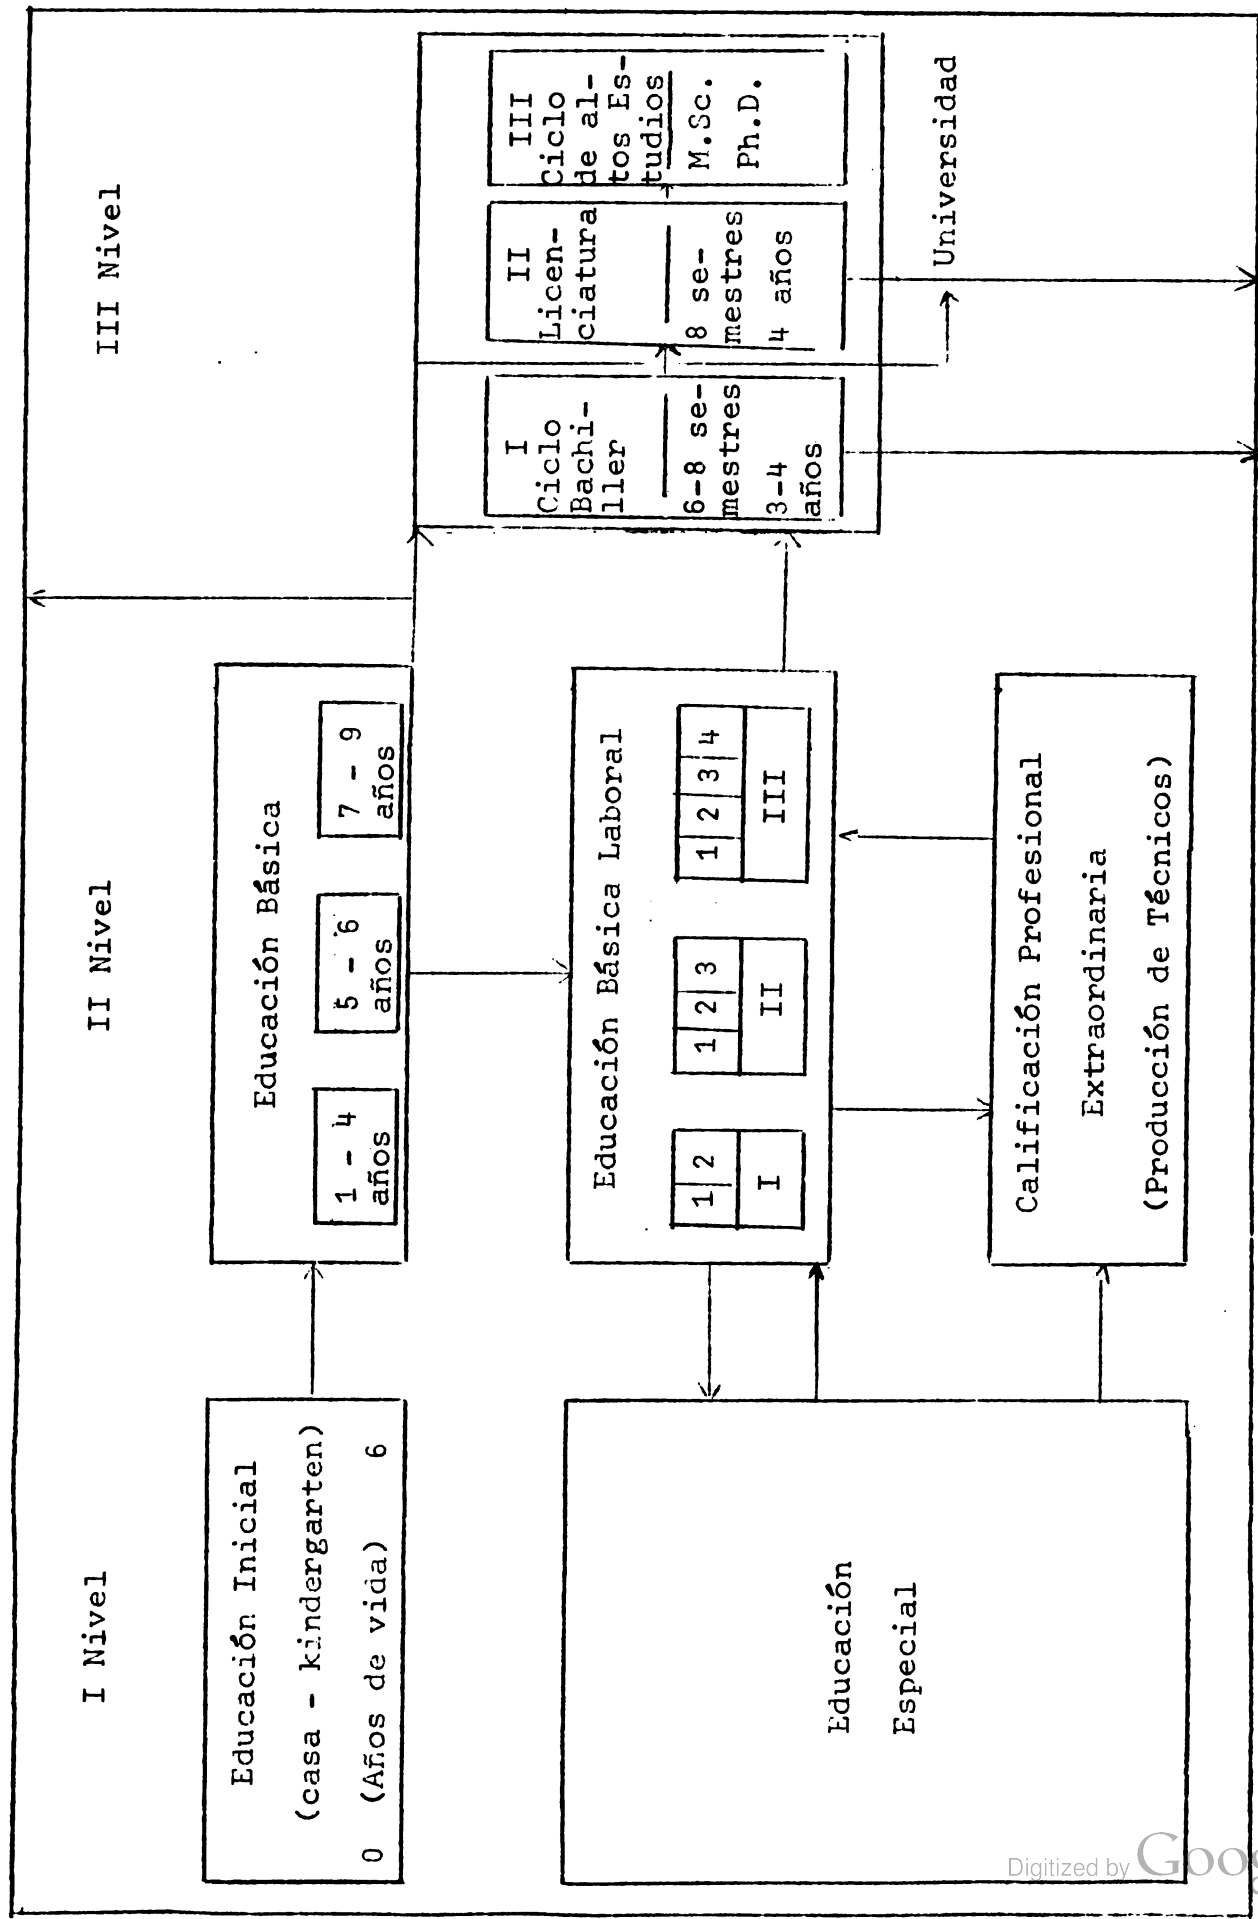 I Nivel
II Nivel
III Nivel
Educación Inicial
(casa - kindergarten)
0 (Años de vida) 6
Educación Básica
1 - 4
años
5 - 6
años
7 - 9
años
Educación
Especial
Educación Básica Laboral
1 2
I
1 2 3
II
1 2 3 4
III
Calificación Profesional
Extraordinaria
(Producción de Técnicos)
I
Ciclo
Bachi-
ller
6-8 se-
mestres
3-4
años
II
Licen-
ciatura
8 se-
mestres
4 años
III
Ciclo
de al-
tos Es-
tudios
M.Sc.
Ph.D.
Universidad
Digitized by